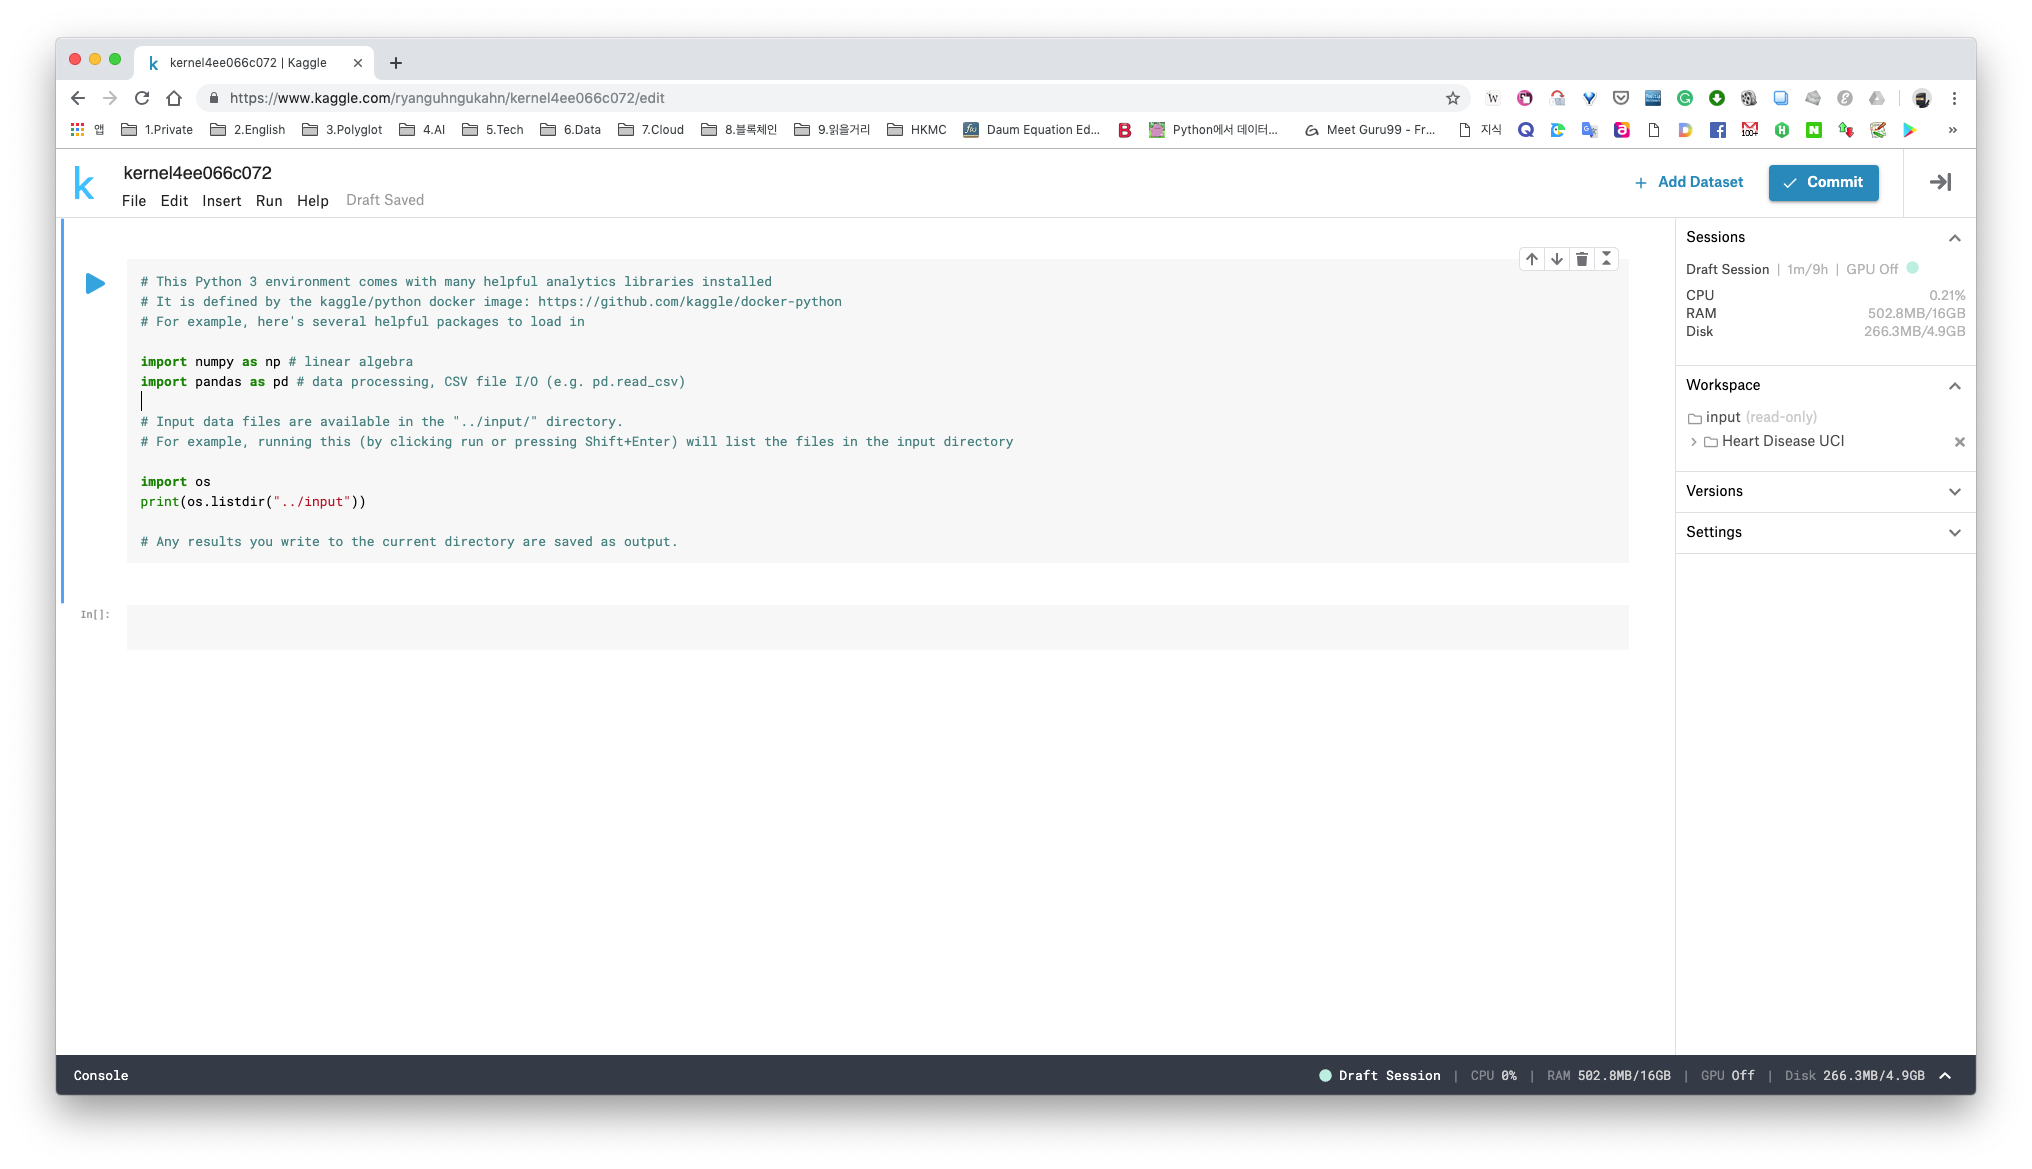 kernel4ee066c072 | Kaggle
https://www.kaggle.com/ryanguhngukahn/kernel4ee066c072/edit
앱 1.Private 2.English 3.Polyglot 4.AI 5.Tech 6.Data 7.Cloud 8.블록체인 9.읽을거리 HKMC Daum Equation Ed... Python에서 데이터... Meet Guru99 - Fr... 지식 »
kernel4ee066c072
File Edit Insert Run Help Draft Saved
+ Add Dataset
Commit
# This Python 3 environment comes with many helpful analytics libraries installed
# It is defined by the kaggle/python docker image: https://github.com/kaggle/docker-python
# For example, here's several helpful packages to load in
import numpy as np # linear algebra
import pandas as pd # data processing, CSV file I/O (e.g. pd.read_csv)
# Input data files are available in the "../input/" directory.
# For example, running this (by clicking run or pressing Shift+Enter) will list the files in the input directory
import os
print(os.listdir("../input"))
# Any results you write to the current directory are saved as output.
In[]:
Sessions
Draft Session | 1m/9h | GPU Off
CPU 0.21%
RAM 502.8MB/16GB
Disk 266.3MB/4.9GB
Workspace
input (read-only)
Heart Disease UCI
Versions
Settings
Console
Draft Session | CPU 0% | RAM 502.8MB/16GB | GPU Off | Disk 266.3MB/4.9GB